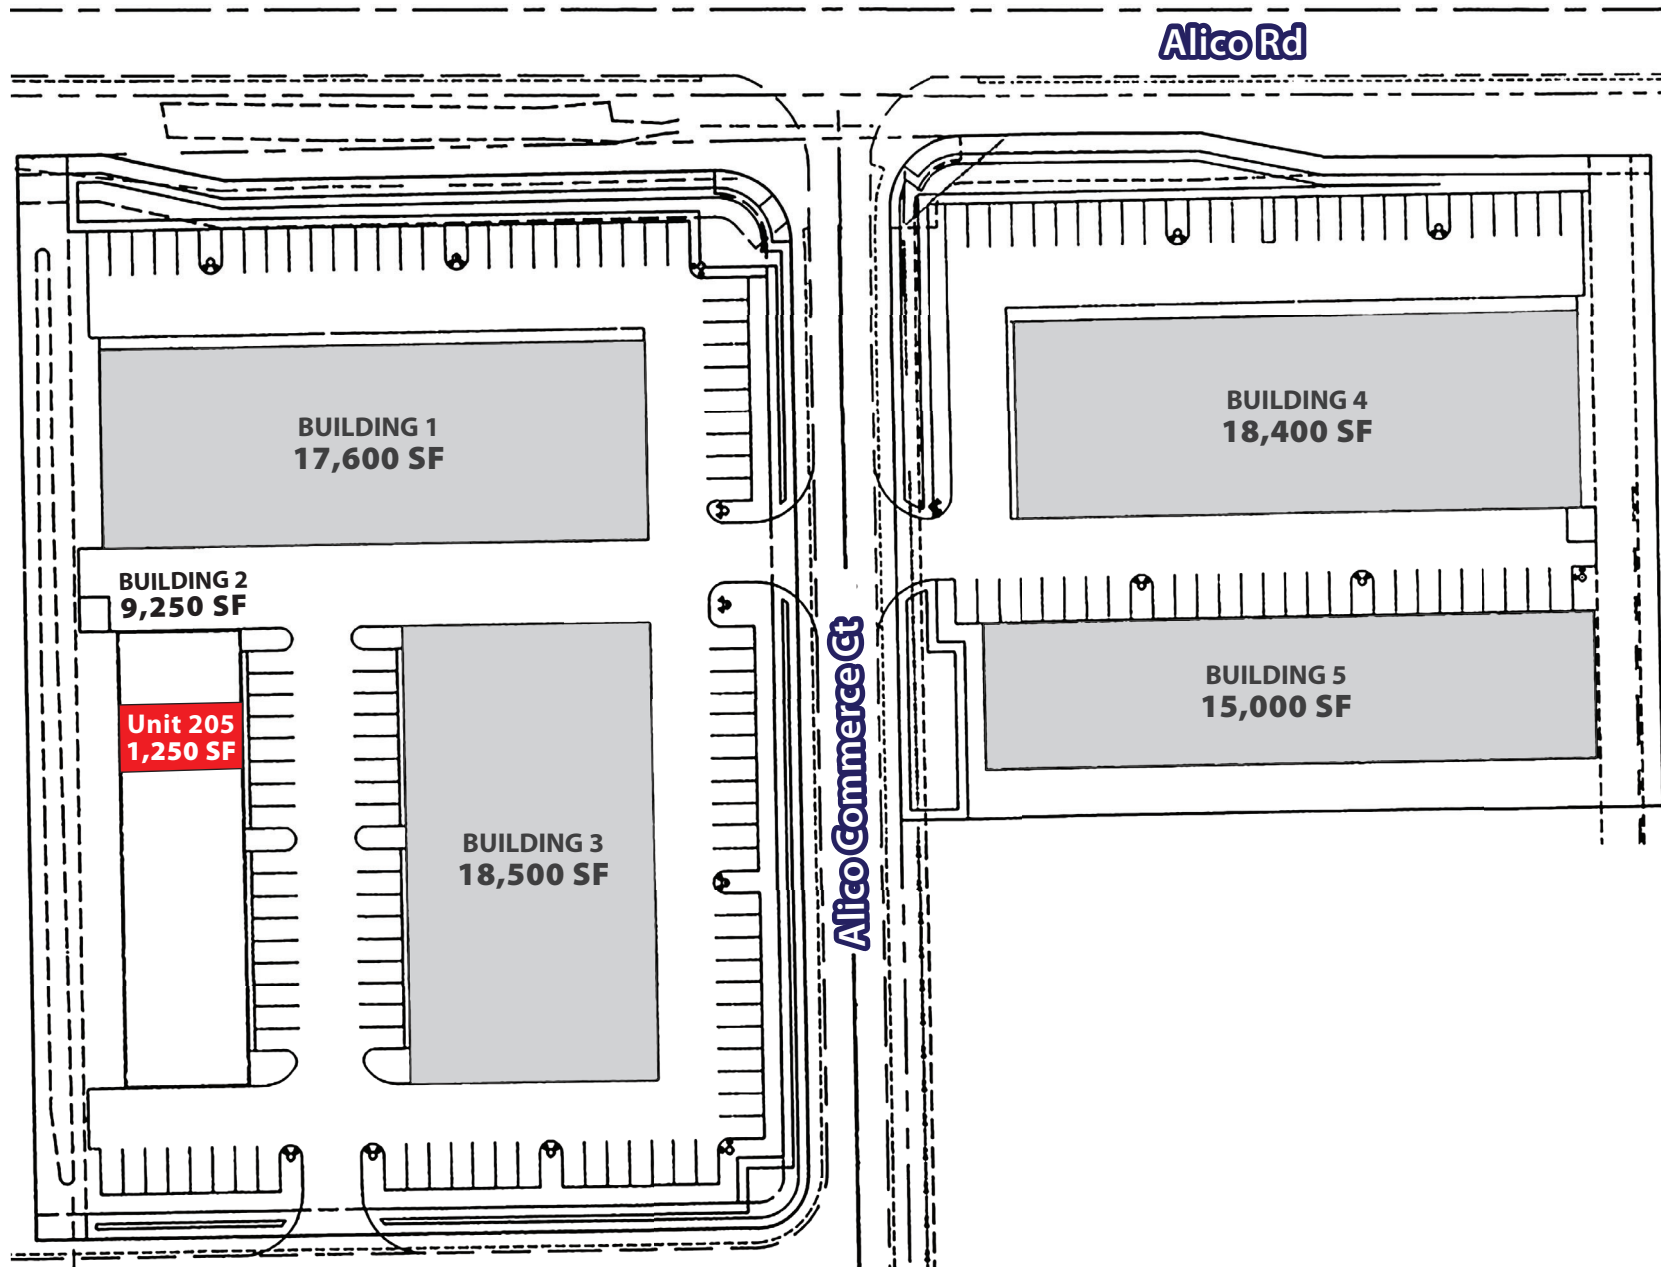 Alico Rd
BUILDING 1
17,600 SF
BUILDING 4
18,400 SF
BUILDING 2
9,250 SF
Unit 205
1,250 SF
BUILDING 3
18,500 SF
Alico Commerce Ct
BUILDING 5
15,000 SF